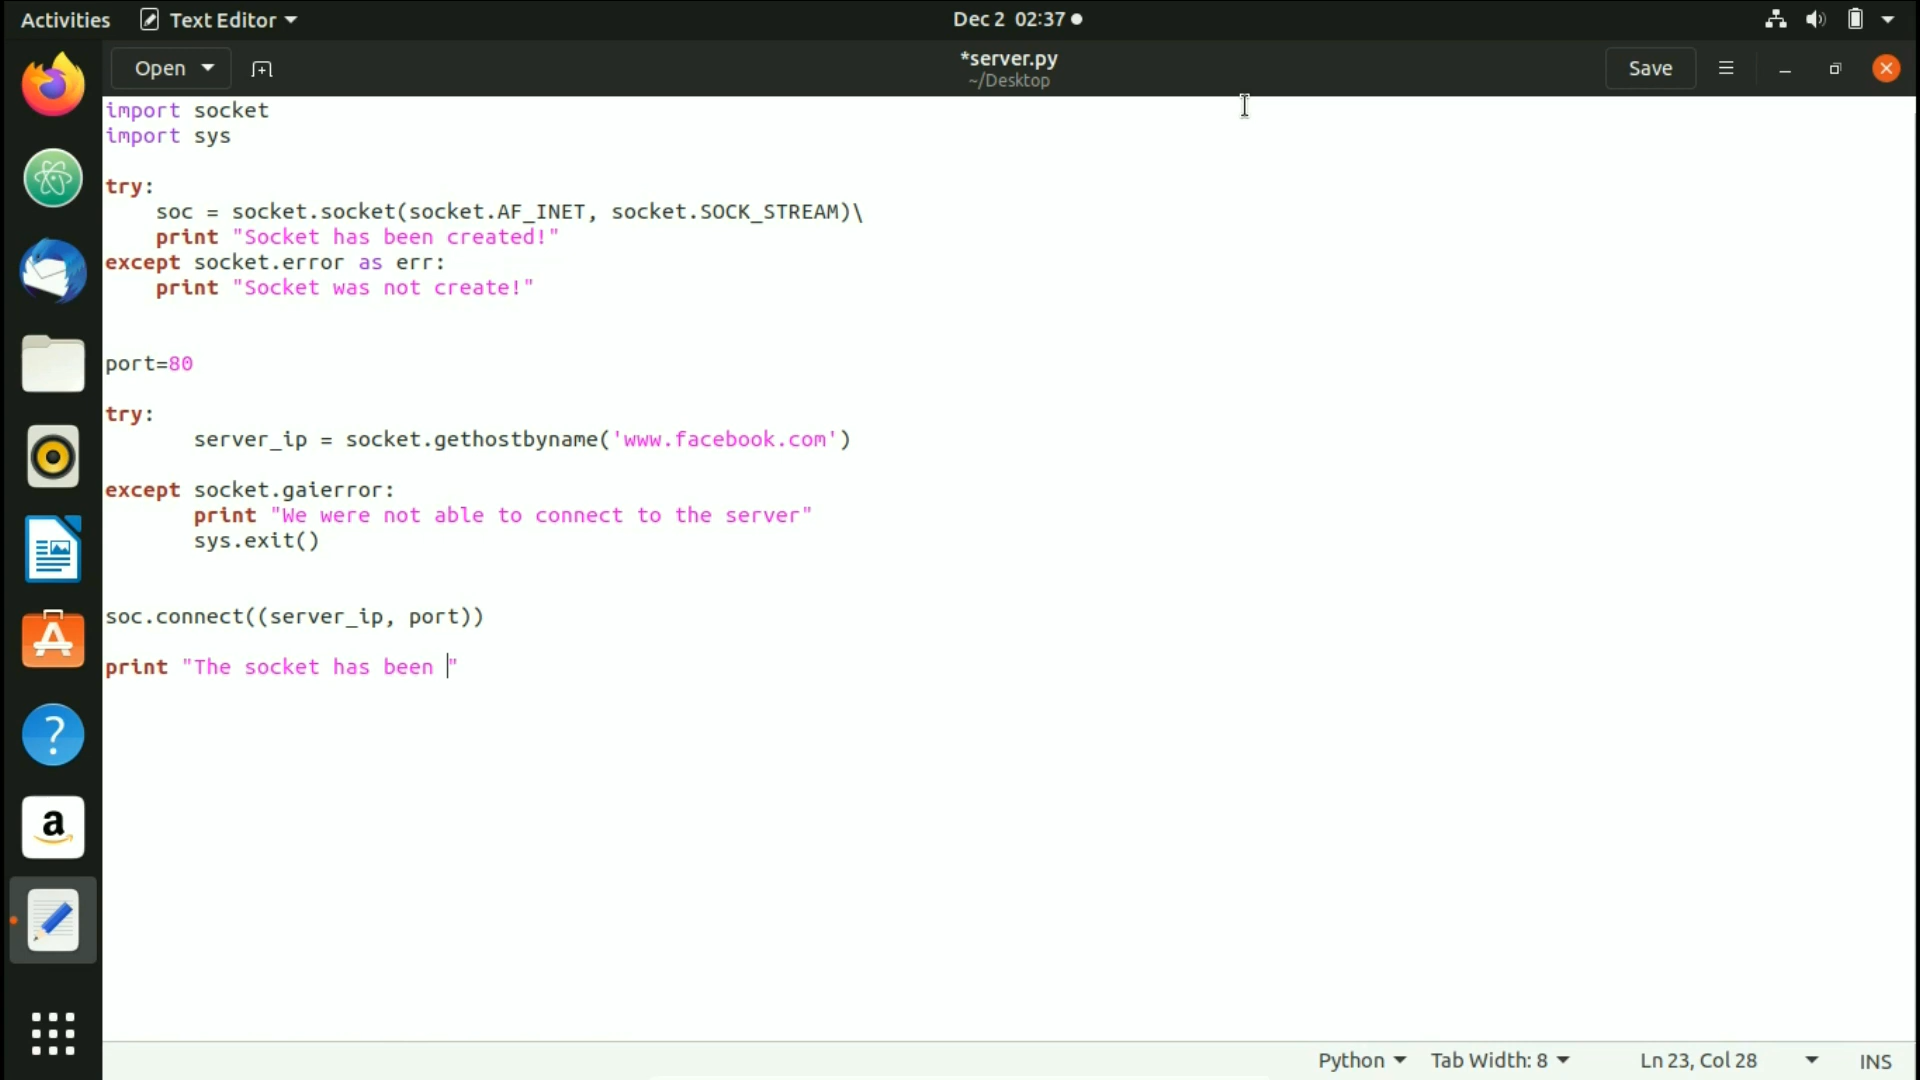 Activities Text Editor Dec 2 02:37
Open *server.py Save
~/Desktop
import socket
import sys
try:
soc = socket.socket(socket.AF_INET, socket.SOCK_STREAM)\
print "Socket has been created!"
except socket.error as err:
print "Socket was not create!"
port=80
try:
server_ip = socket.gethostbyname('www.facebook.com')
except socket.gaierror:
print "We were not able to connect to the server"
sys.exit()
soc.connect((server_ip, port))
print "The socket has been "
Python Tab Width: 8 Ln 23, Col 28 INS